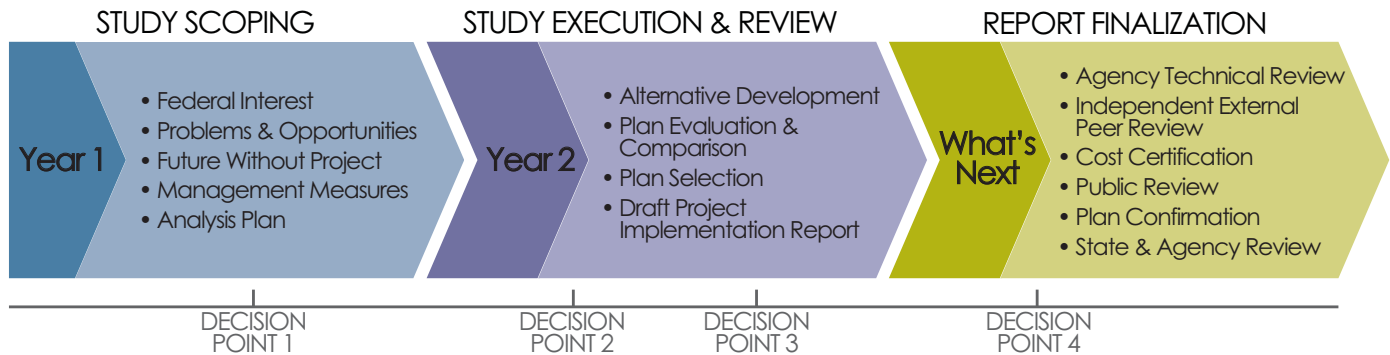 STUDY SCOPING
Year 1
• Federal Interest
• Problems & Opportunities
• Future Without Project
• Management Measures
• Analysis Plan
STUDY EXECUTION & REVIEW
Year 2
• Alternative Development
• Plan Evaluation &
Comparison
• Plan Selection
• Draft Project
Implementation Report
REPORT FINALIZATION
What's
Next
• Agency Technical Review
• Independent External
Peer Review
• Cost Certification
• Public Review
• Plan Confirmation
• State & Agency Review
DECISION
POINT 1
DECISION
POINT 2
DECISION
POINT 3
DECISION
POINT 4